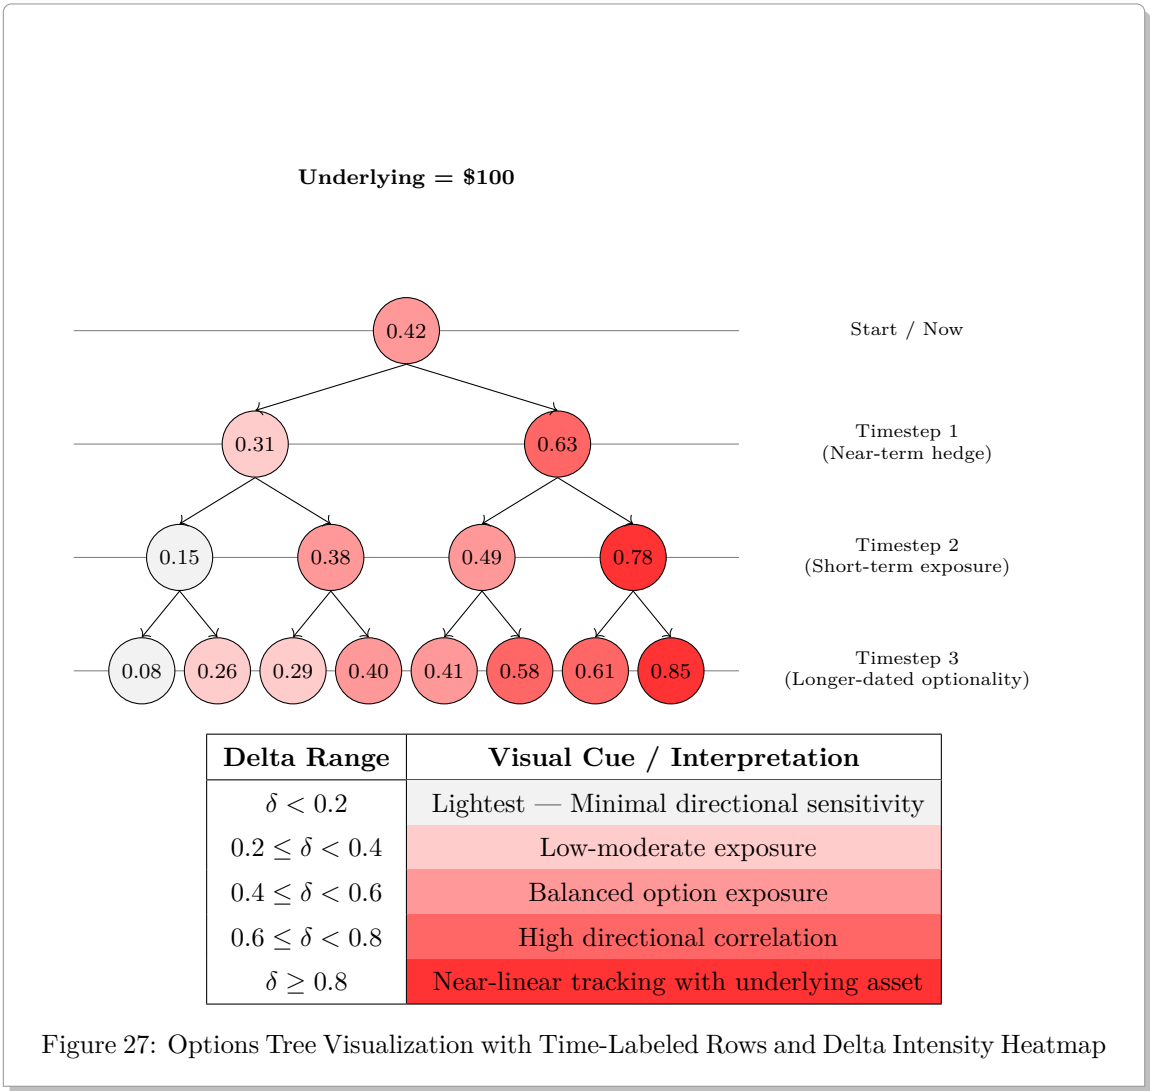 Underlying = $100
0.42
Start / Now
0.31 0.63
Timestep 1
(Near-term hedge)
0.15 0.38 0.49 0.78
Timestep 2
(Short-term exposure)
0.08 0.26 0.29 0.40 0.41 0.58 0.61 0.85
Timestep 3
(Longer-dated optionality)
Delta Range Visual Cue / Interpretation
δ < 0.2 Lightest — Minimal directional sensitivity
0.2 ≤ δ < 0.4 Low-moderate exposure
0.4 ≤ δ < 0.6 Balanced option exposure
0.6 ≤ δ < 0.8 High directional correlation
δ ≥ 0.8 Near-linear tracking with underlying asset
Figure 27: Options Tree Visualization with Time-Labeled Rows and Delta Intensity Heatmap